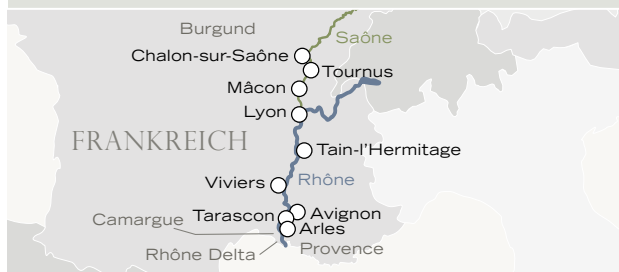 Burgund
Saône
Chalon-sur-Saône
Tournus
Mâcon
Lyon
FRANKREICH
Tain-l'Hermitage
Viviers
Rhône
Camargue
Tarascon
Avignon
Arles
Rhône Delta
Provence